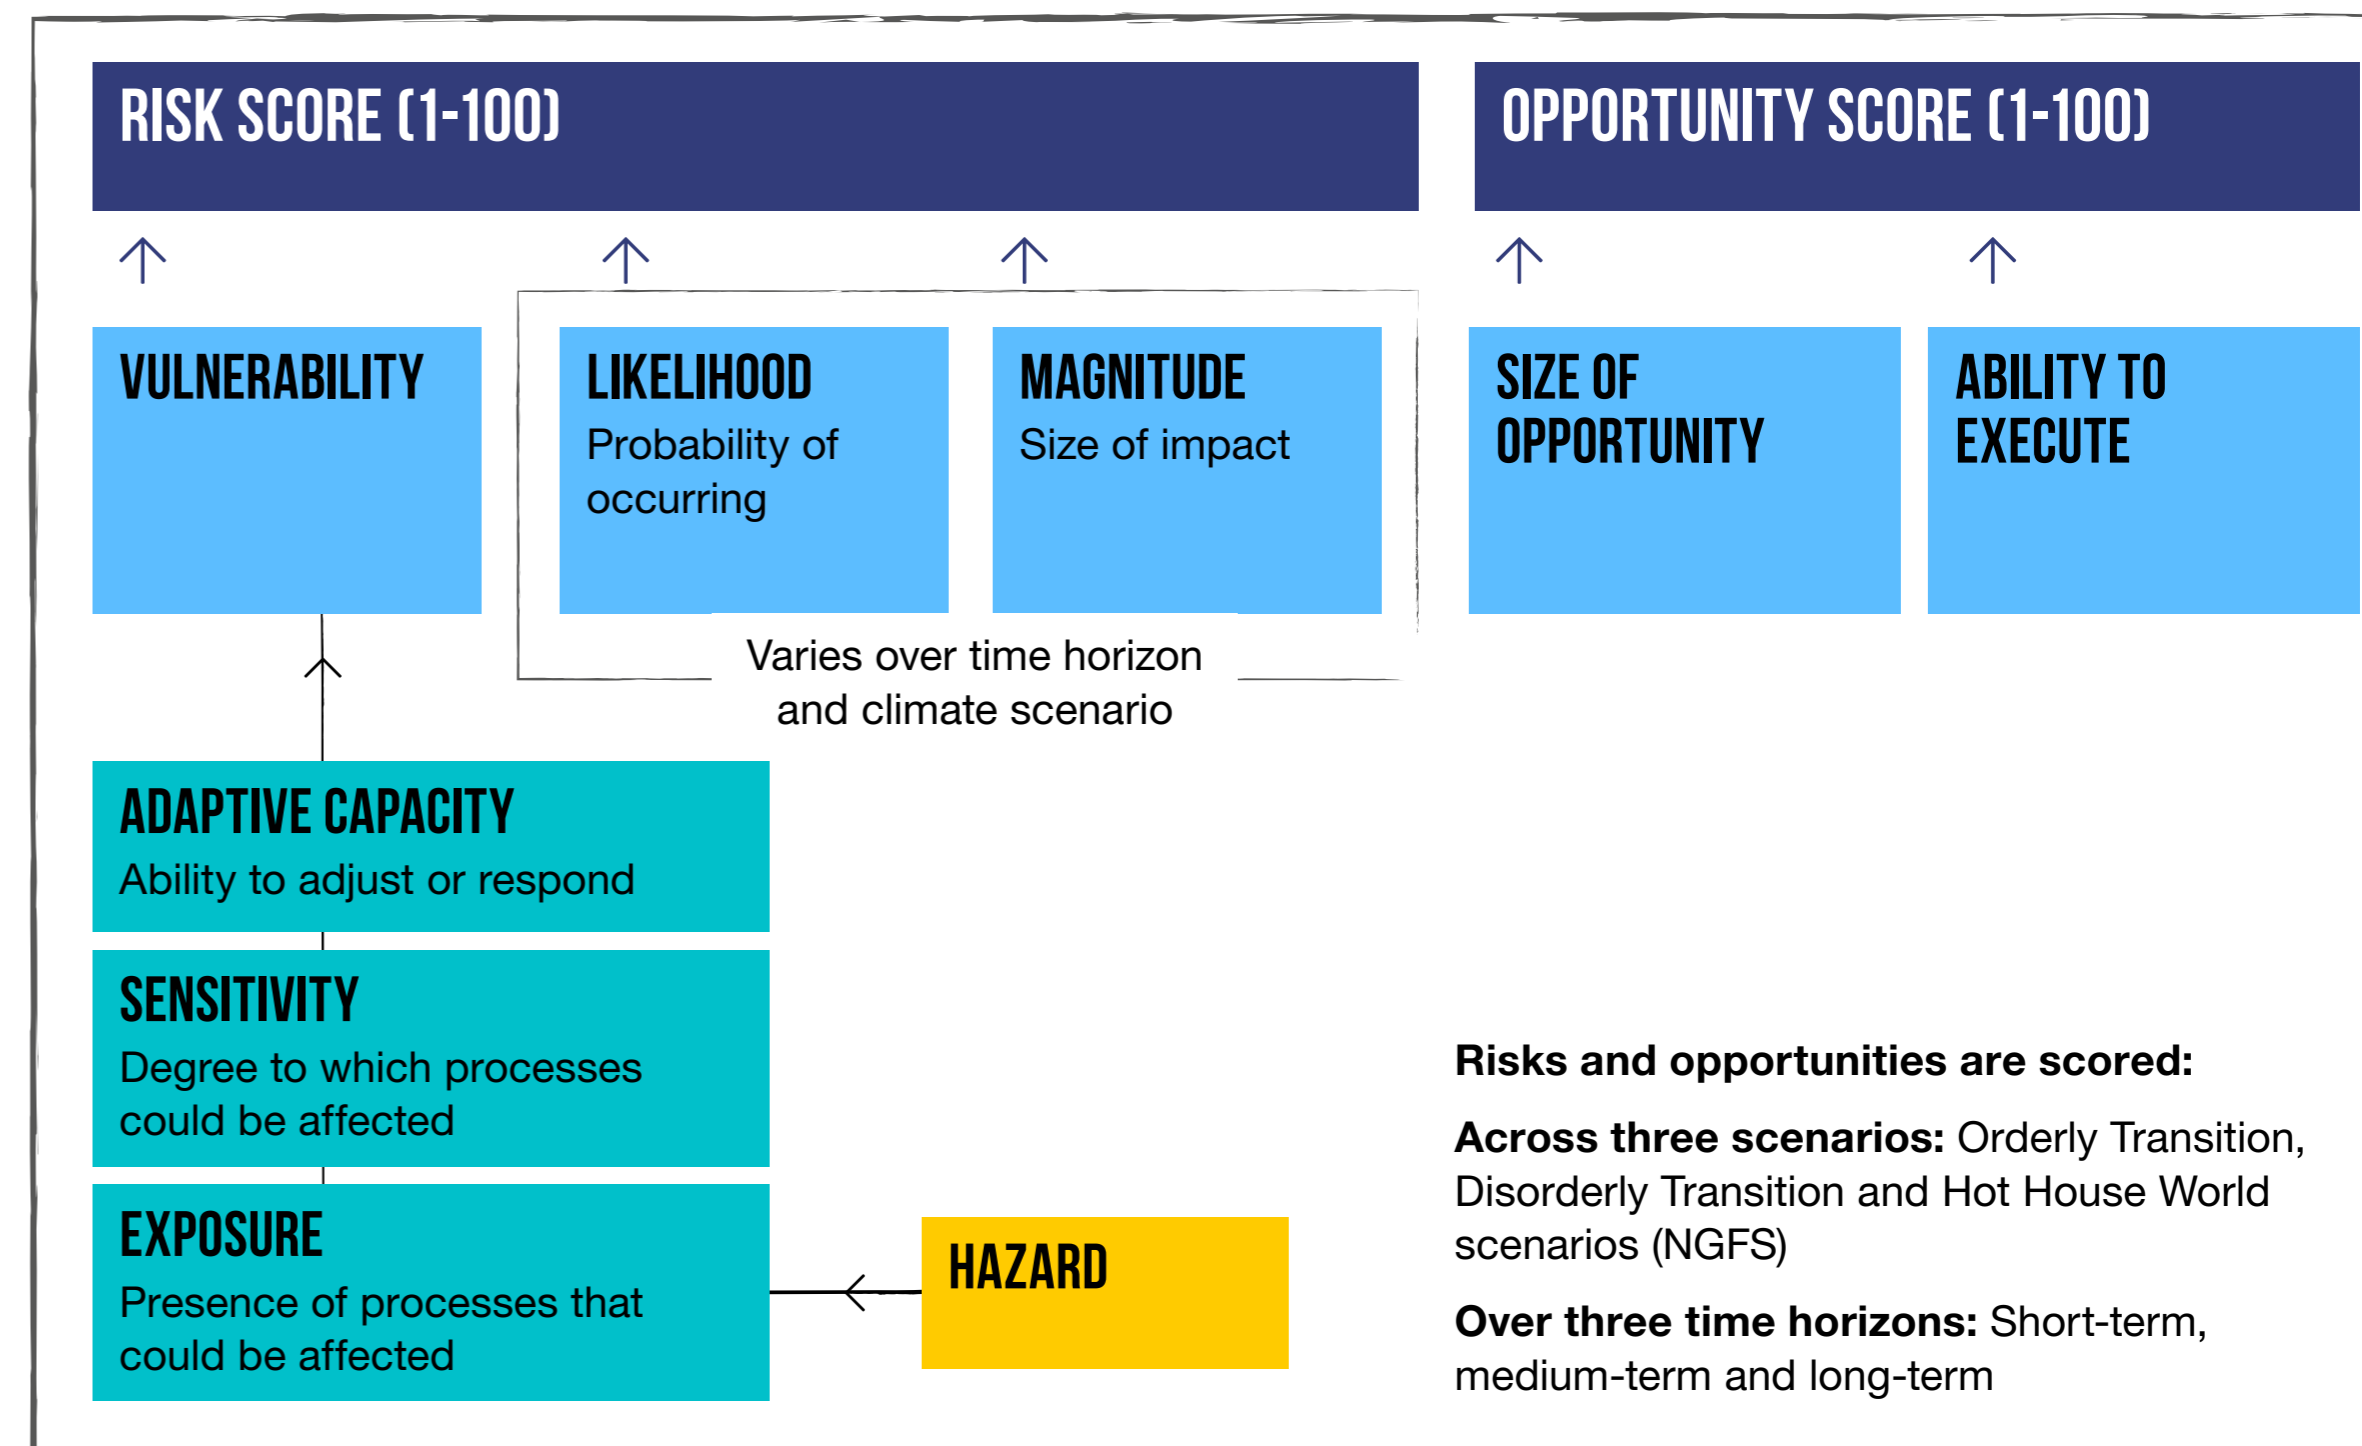 RISK SCORE (1-100)
OPPORTUNITY SCORE (1-100)
VULNERABILITY
LIKELIHOOD
Probability of
occurring
MAGNITUDE
Size of impact
SIZE OF
OPPORTUNITY
ABILITY TO
EXECUTE
Varies over time horizon
and climate scenario
ADAPTIVE CAPACITY
Ability to adjust or respond
SENSITIVITY
Degree to which processes
could be affected
EXPOSURE
Presence of processes that
could be affected
HAZARD
Risks and opportunities are scored:
Across three scenarios: Orderly Transition,
Disorderly Transition and Hot House World
scenarios (NGFS)
Over three time horizons: Short-term,
medium-term and long-term